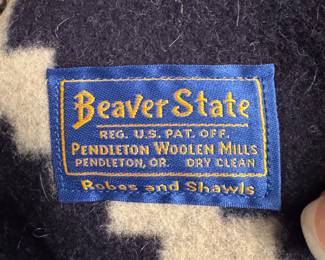 Beaver State
REG. U.S. PAT. OFF.
PENDLETON WOOLEN MILLS
PENDLETON, OR. DRY CLEAN
Robes and Shawls